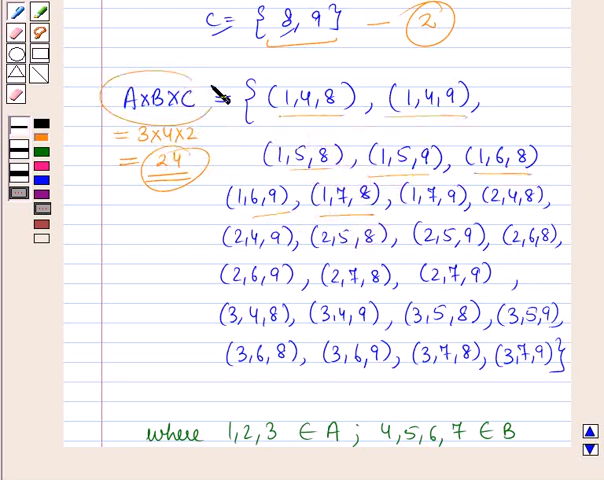 C = { 8, 9 } — 2
A×B×C = { (1,4,8) , (1,4,9),
= 3×4×2
(1,5,8) , (1,5,9), (1,6,8)
= 24
(1,6,9), (1,7,8), (1,7,9), (2,4,8),
(2,4,9), (2,5,8), (2,5,9), (2,6,8),
(2,6,9) , (2,7,8), (2,7,9) ,
(3,4,8), (3,4,9) , (3,5,8) , (3,5,9),
(3,6,8), (3,6,9), (3,7,8), (3,7,9)}
where 1,2,3 ∈ A ; 4,5,6,7 ∈ B